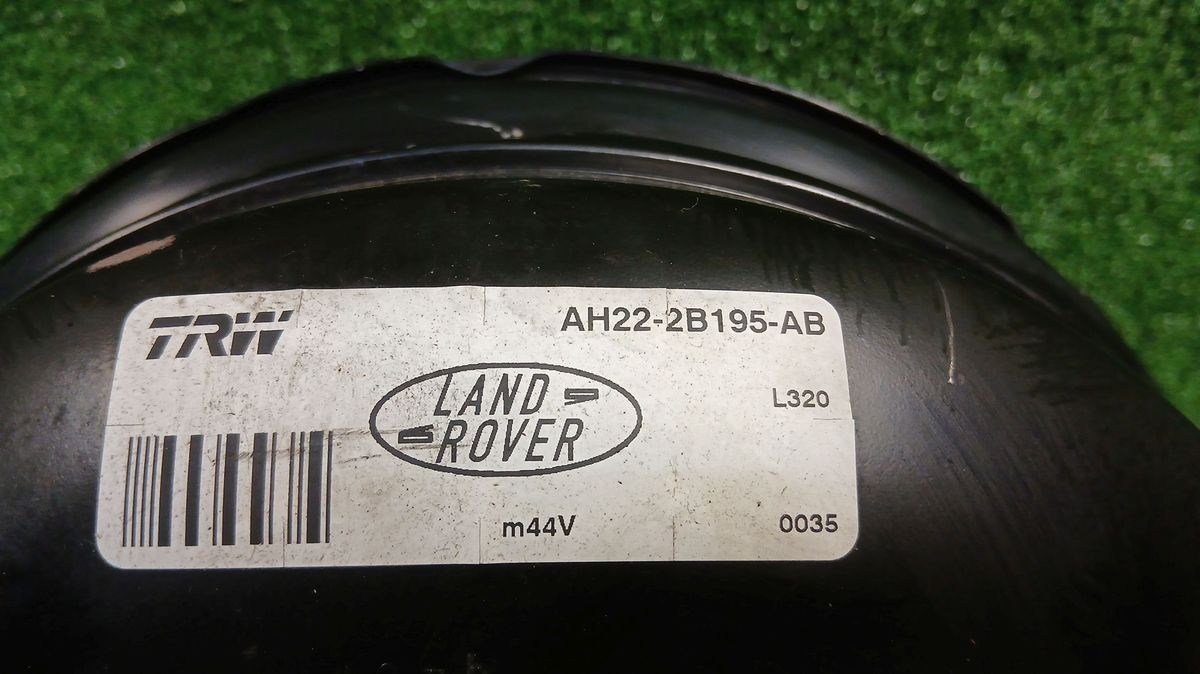 TRW
AH22-2B195-AB
LAND
ROVER
L320
m44V
0035